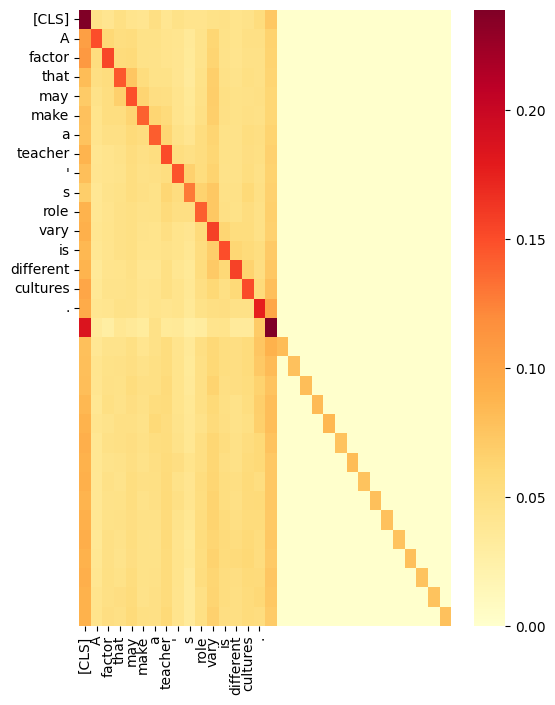 [CLS]
A
factor
that
may
make
a
teacher
'
s
role
vary
is
different
cultures
.
0.20
0.15
0.10
0.05
0.00
[CLS]
A
factor
that
may
make
a
teacher
'
s
role
vary
is
different
cultures
.